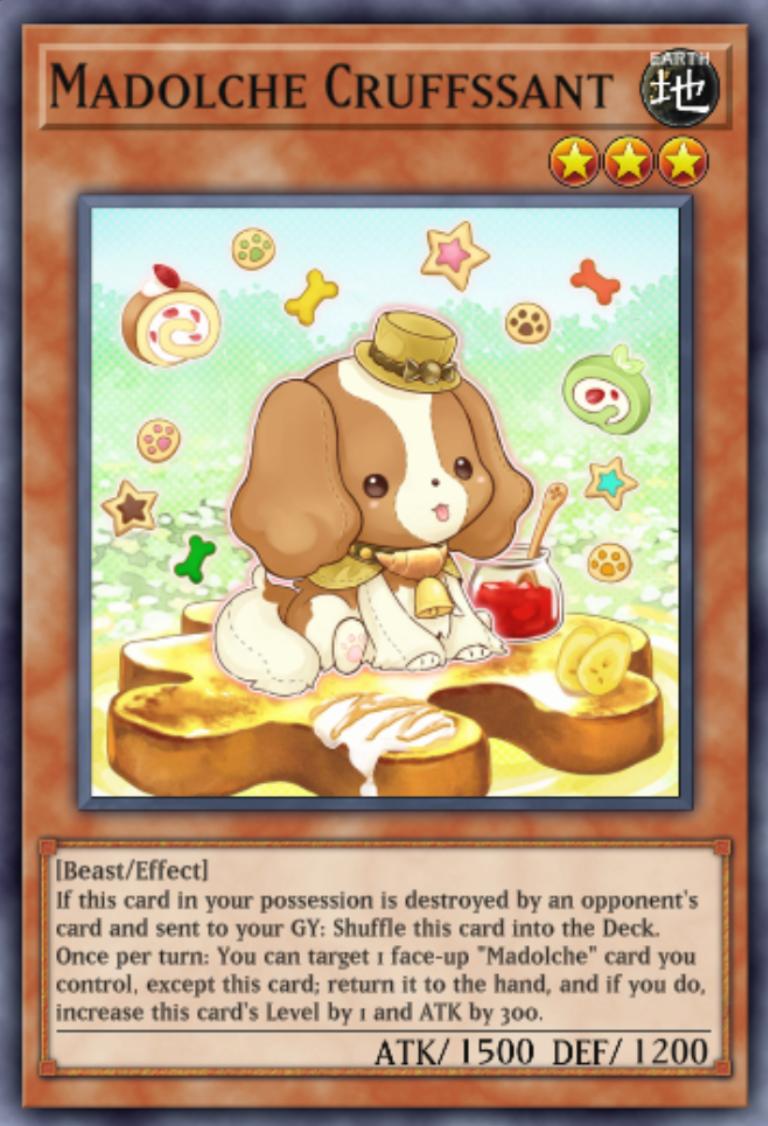 Madolche Cruffssant
EARTH
地
[Beast/Effect]
If this card in your possession is destroyed by an opponent's
card and sent to your GY: Shuffle this card into the Deck.
Once per turn: You can target 1 face-up "Madolche" card you
control, except this card; return it to the hand, and if you do,
increase this card's Level by 1 and ATK by 300.
ATK/ 1500 DEF/ 1200